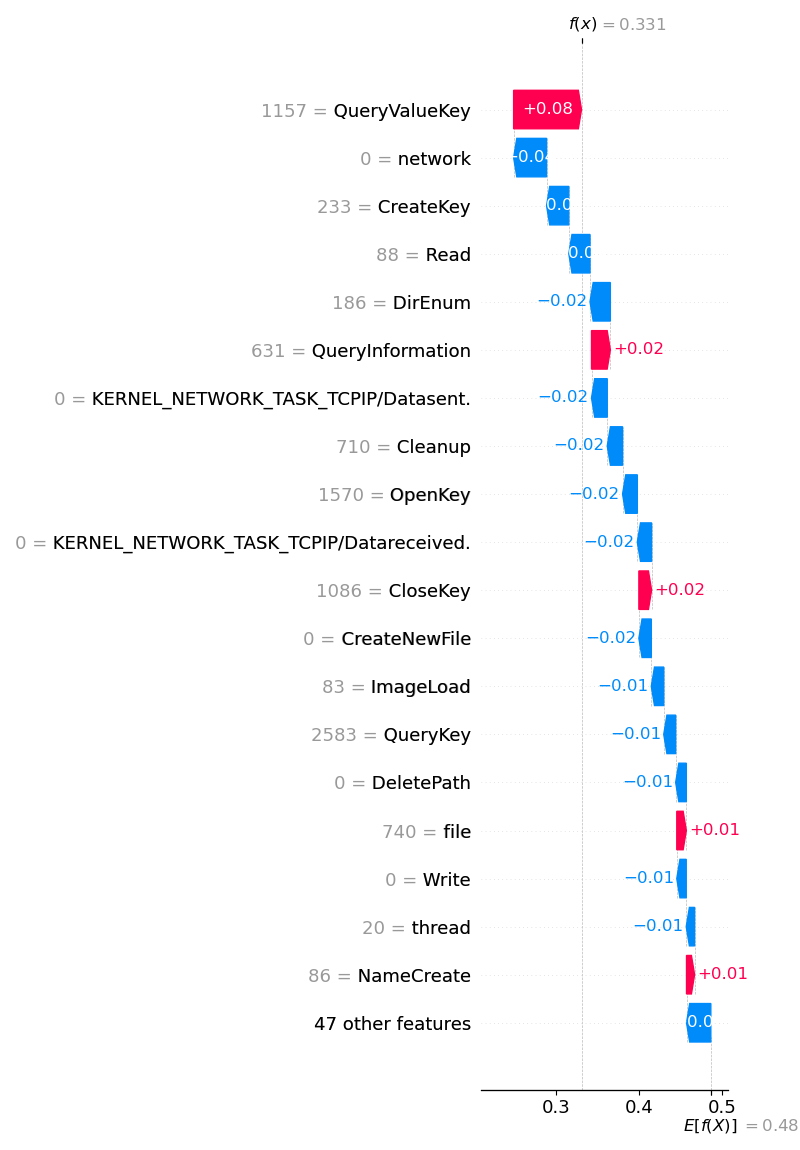 f(x) = 0.331
1157 = QueryValueKey +0.08
0 = network
233 = CreateKey
88 = Read
186 = DirEnum −0.02
631 = QueryInformation +0.02
0 = KERNEL_NETWORK_TASK_TCPIP/Datasent. −0.02
710 = Cleanup −0.02
1570 = OpenKey −0.02
0 = KERNEL_NETWORK_TASK_TCPIP/Datareceived. −0.02
1086 = CloseKey +0.02
0 = CreateNewFile −0.02
83 = ImageLoad −0.01
2583 = QueryKey −0.01
0 = DeletePath −0.01
740 = file +0.01
0 = Write −0.01
20 = thread −0.01
86 = NameCreate +0.01
47 other features
0.3 0.4 0.5
E[f(X)] = 0.48